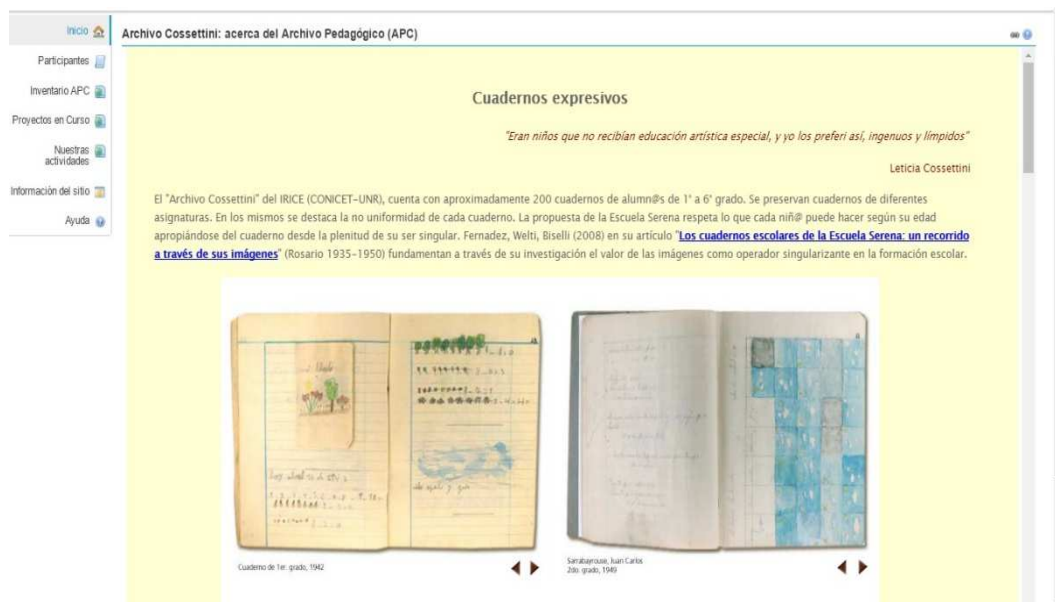 Inicio
Participantes
Inventario APC
Proyectos en Curso
Nuestras
actividades
Información del sitio
Ayuda
Archivo Cossettini: acerca del Archivo Pedagógico (APC)
Cuadernos expresivos
"Eran niños que no recibían educación artística especial, y yo los preferí así, ingenuos y límpidos"
Leticia Cossettini
El "Archivo Cossettini" del IRICE (CONICET-UNR), cuenta con aproximadamente 200 cuadernos de alumn@s de 1° a 6° grado. Se preservan cuadernos de diferentes
asignaturas. En los mismos se destaca la no uniformidad de cada cuaderno. La propuesta de la Escuela Serena respeta lo que cada niñ@ puede hacer según su edad
apropiándose del cuaderno desde la plenitud de su ser singular. Fernadez, Welti, Biselli (2008) en su artículo "Los cuadernos escolares de la Escuela Serena: un recorrido
a través de sus imágenes" (Rosario 1935-1950) fundamentan a través de su investigación el valor de las imágenes como operador singularizante en la formación escolar.
Cuaderno de 1er. grado, 1942
Sarrabayrouse, Juan Carlos
2do. grado, 1949